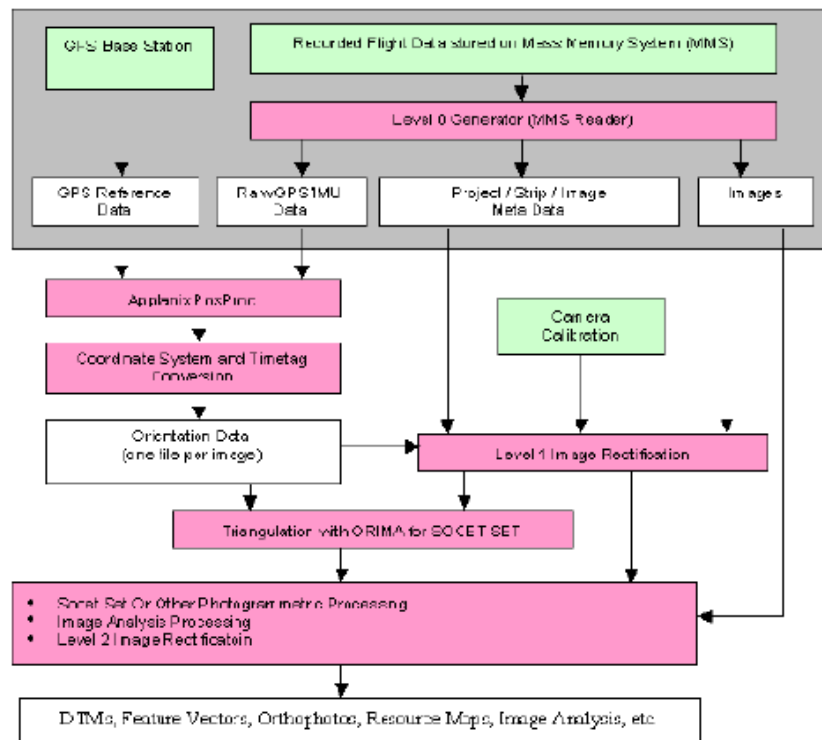 GPS Base Station
Recorded Flight Data stored on Mass Memory System (MMS)
Level 0 Generator (MMS Reader)
GPS Reference
Data
Raw GPS/IMU
Data
Project / Strip / Image
Meta Data
Images
Applanix PosProc
Camera
Calibration
Coordinate System and Timetag
Conversion
Orientation Data
(one file per image)
Level 1 Image Rectification
Triangulation with ORIMA for SOCET SET
• Socet Set Or Other Photogrammetric Processing
• Image Analysis Processing
• Level 2 Image Rectificatoin
DTMs, Feature Vectors, Orthophotos, Resource Maps, Image Analysis, etc